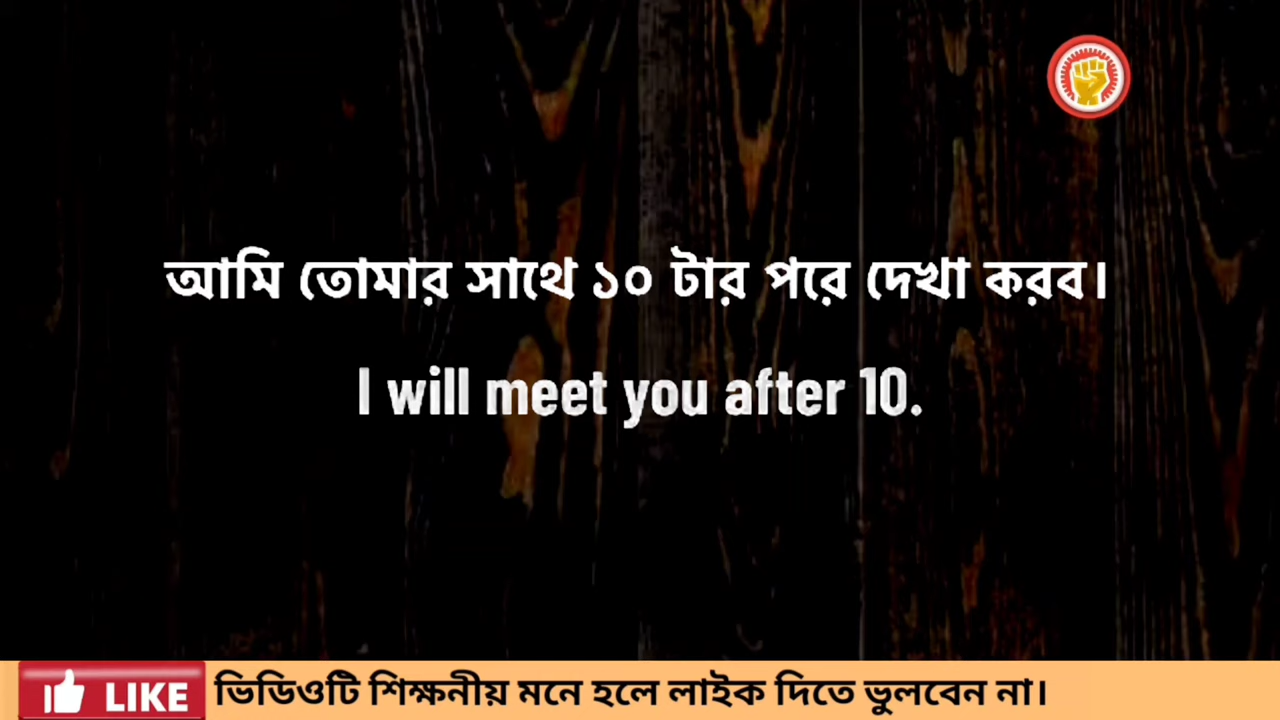 আমি তোমার সাথে ১০ টার পরে দেখা করব।
I will meet you after 10.
LIKE ভিডিওটি শিক্ষনীয় মনে হলে লাইক দিতে ভুলবেন না।